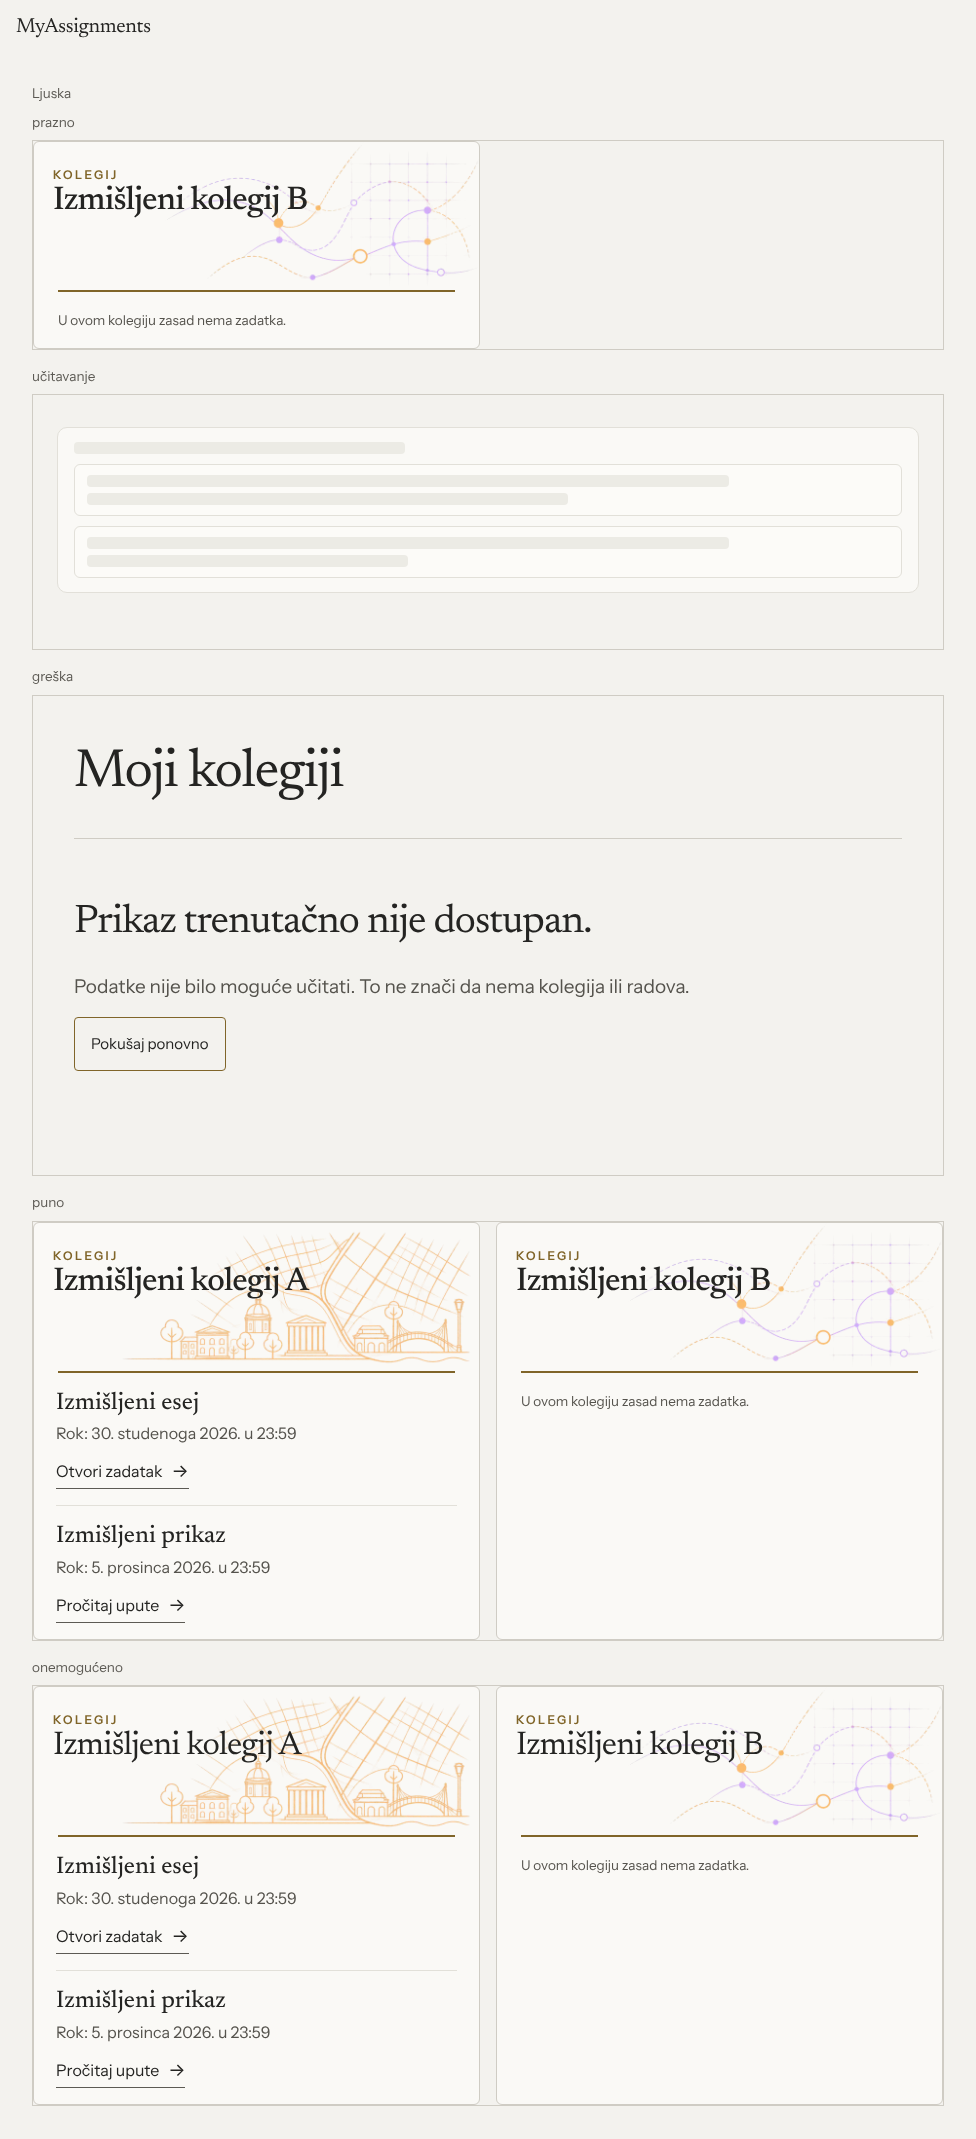 MyAssignments
Ljuska
prazno
KOLEGIJ
Izmišljeni kolegij B
U ovom kolegiju zasad nema zadatka.
učitavanje
greška
Moji kolegiji
Prikaz trenutačno nije dostupan.
Podatke nije bilo moguće učitati. To ne znači da nema kolegija ili radova.
Pokušaj ponovno
puno
KOLEGIJ
Izmišljeni kolegij A
Izmišljeni esej
Rok: 30. studenoga 2026. u 23:59
Otvori zadatak →
Izmišljeni prikaz
Rok: 5. prosinca 2026. u 23:59
Pročitaj upute →
KOLEGIJ
Izmišljeni kolegij B
U ovom kolegiju zasad nema zadatka.
onemogućeno
KOLEGIJ
Izmišljeni kolegij A
Izmišljeni esej
Rok: 30. studenoga 2026. u 23:59
Otvori zadatak →
Izmišljeni prikaz
Rok: 5. prosinca 2026. u 23:59
Pročitaj upute →
KOLEGIJ
Izmišljeni kolegij B
U ovom kolegiju zasad nema zadatka.